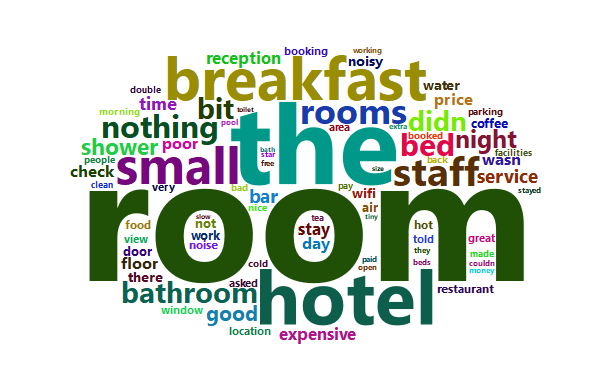 booking working
reception noisy
breakfast
double water
time bit rooms price
morning toilet parking
nothing pool the area extra didn coffee
shower poor booked night
people small bath star free bed back wasn facilities
check staff
very bad bar size service
clean nice pay wifi stayed
room
air tiny
food slow not tea hot
view work stay told great
door noise day they made
floor cold beds couldn
there asked paid open money
bathroom hotel restaurant
window good
location expensive